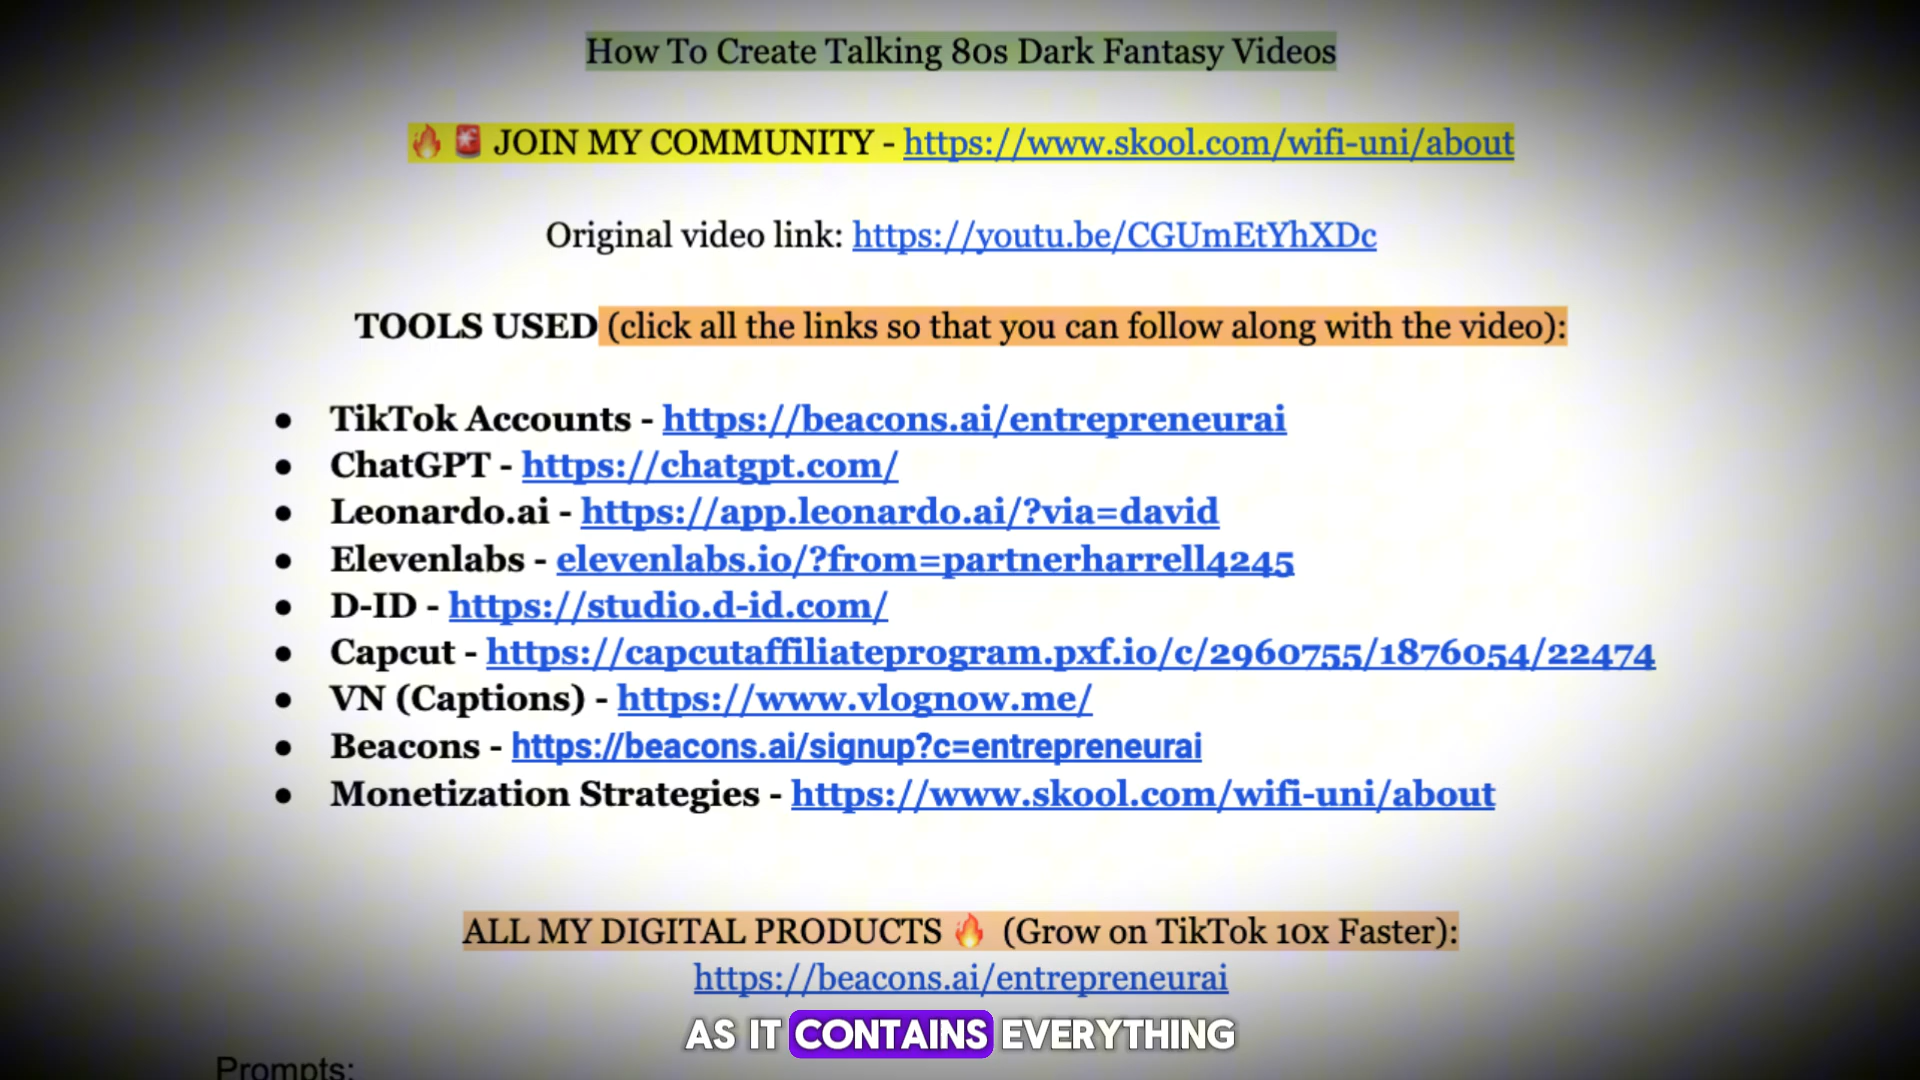 How To Create Talking 80s Dark Fantasy Videos
🔥 🚨 JOIN MY COMMUNITY - https://www.skool.com/wifi-uni/about
Original video link: https://youtu.be/CGUmEtYhXDc
TOOLS USED (click all the links so that you can follow along with the video):
● TikTok Accounts - https://beacons.ai/entrepreneurai
● ChatGPT - https://chatgpt.com/
● Leonardo.ai - https://app.leonardo.ai/?via=david
● Elevenlabs - elevenlabs.io/?from=partnerharrell4245
● D-ID - https://studio.d-id.com/
● Capcut - https://capcutaffiliateprogram.pxf.io/c/2960755/1876054/22474
● VN (Captions) - https://www.vlognow.me/
● Beacons - https://beacons.ai/signup?c=entrepreneurai
● Monetization Strategies - https://www.skool.com/wifi-uni/about
ALL MY DIGITAL PRODUCTS 🔥 (Grow on TikTok 10x Faster):
https://beacons.ai/entrepreneurai
AS IT CONTAINS EVERYTHING
Prompts: